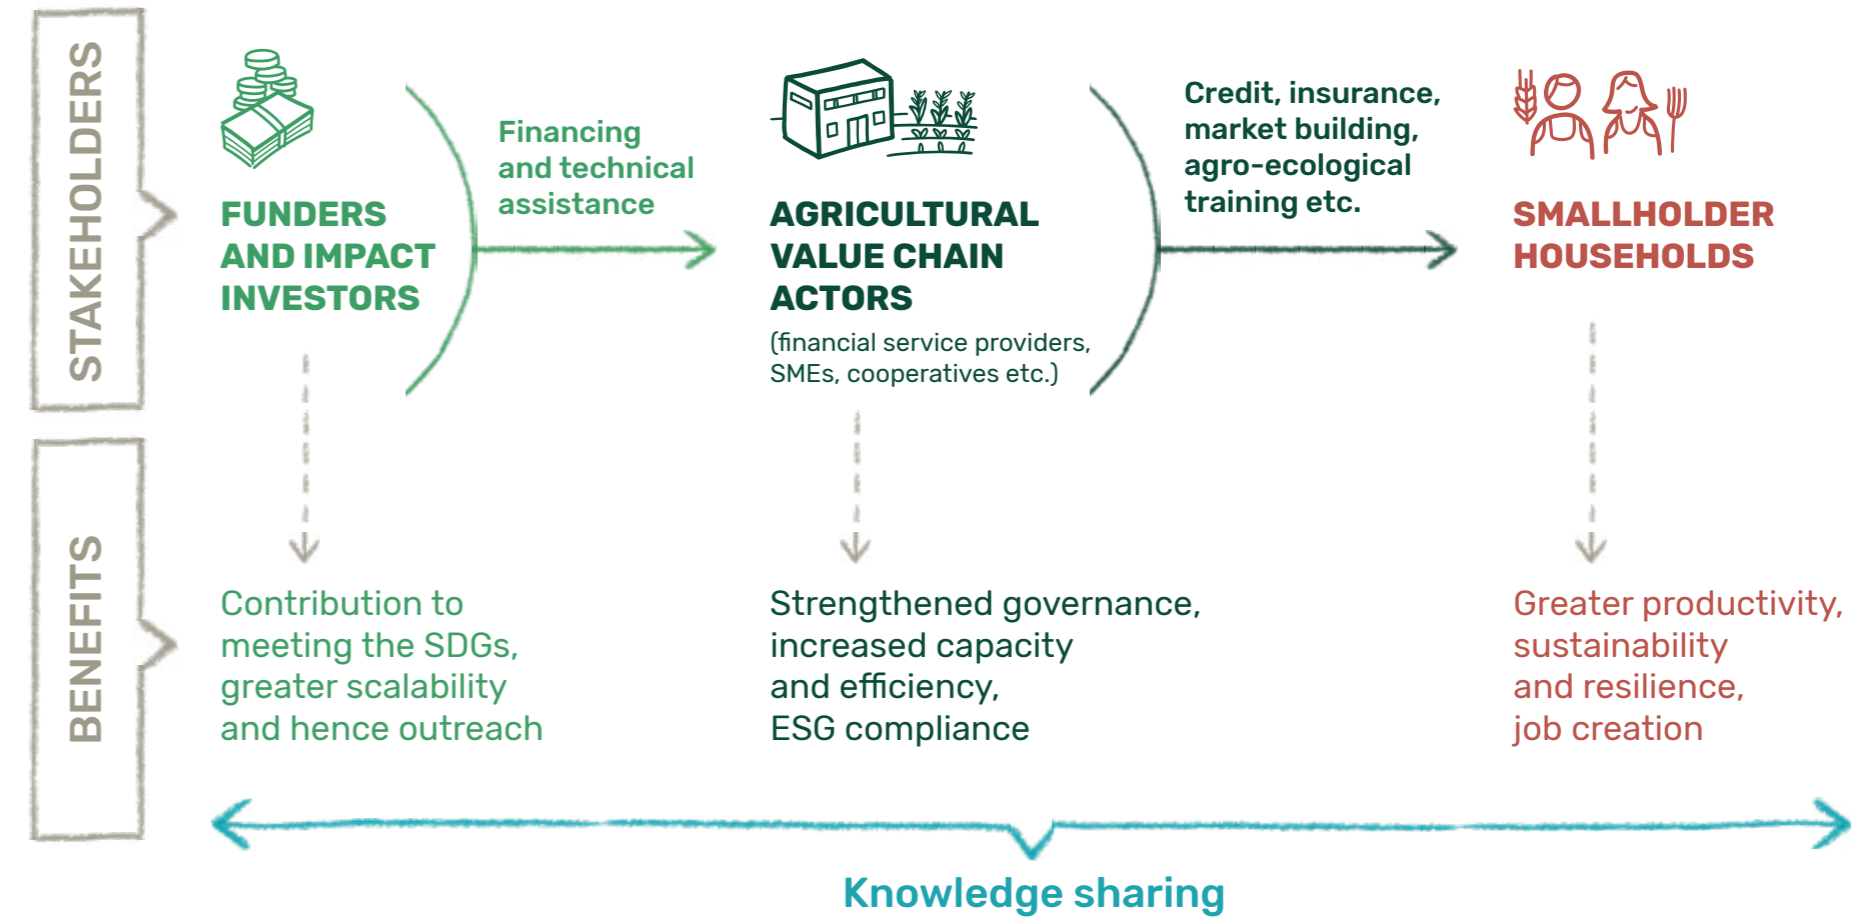 STAKEHOLDERS
FUNDERS
AND IMPACT
INVESTORS
Financing
and technical
assistance
AGRICULTURAL
VALUE CHAIN
ACTORS
(financial service providers,
SMEs, cooperatives etc.)
Credit, insurance,
market building,
agro-ecological
training etc.
SMALLHOLDER
HOUSEHOLDS
BENEFITS
Contribution to
meeting the SDGs,
greater scalability
and hence outreach
Strengthened governance,
increased capacity
and efficiency,
ESG compliance
Greater productivity,
sustainability
and resilience,
job creation
Knowledge sharing